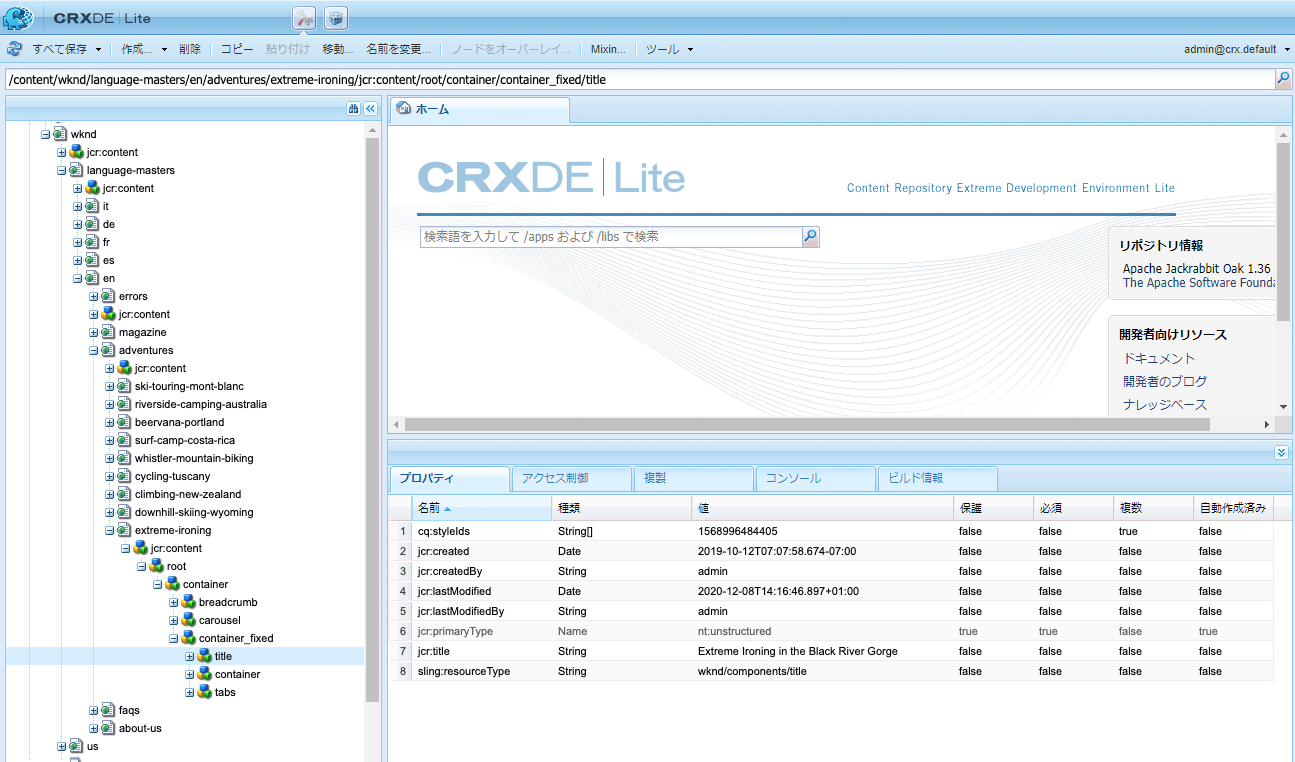 CRXDE | Lite
すべて保存 作成... 削除 コピー 貼り付け 移動... 名前を変更... ノードをオーバーレイ... Mixin... ツール admin@crx.default
/content/wknd/language-masters/en/adventures/extreme-ironing/jcr:content/root/container/container_fixed/title
wknd
jcr:content
language-masters
jcr:content
it
de
fr
es
en
errors
jcr:content
magazine
adventures
jcr:content
ski-touring-mont-blanc
riverside-camping-australia
beervana-portland
surf-camp-costa-rica
whistler-mountain-biking
cycling-tuscany
climbing-new-zealand
downhill-skiing-wyoming
extreme-ironing
jcr:content
root
container
breadcrumb
carousel
container_fixed
title
container
tabs
faqs
about-us
us
ホーム
CRXDE | Lite
Content Repository Extreme Development Environment Lite
検索語を入力して /apps および /libs で検索
リポジトリ情報
Apache Jackrabbit Oak 1.36
The Apache Software Founda
開発者向けリソース
ドキュメント
開発者のブログ
ナレッジベース
プロパティ アクセス制御 複製 コンソール ビルド情報
名前 種類 値 保護 必須 複数 自動作成済み
1 cq:styleIds String[] 1568996484405 false false true false
2 jcr:created Date 2019-10-12T07:07:58.674-07:00 false false false false
3 jcr:createdBy String admin false false false false
4 jcr:lastModified Date 2020-12-08T14:16:46.897+01:00 false false false false
5 jcr:lastModifiedBy String admin false false false false
6 jcr:primaryType Name nt:unstructured true true false true
7 jcr:title String Extreme Ironing in the Black River Gorge false false false false
8 sling:resourceType String wknd/components/title false false false false